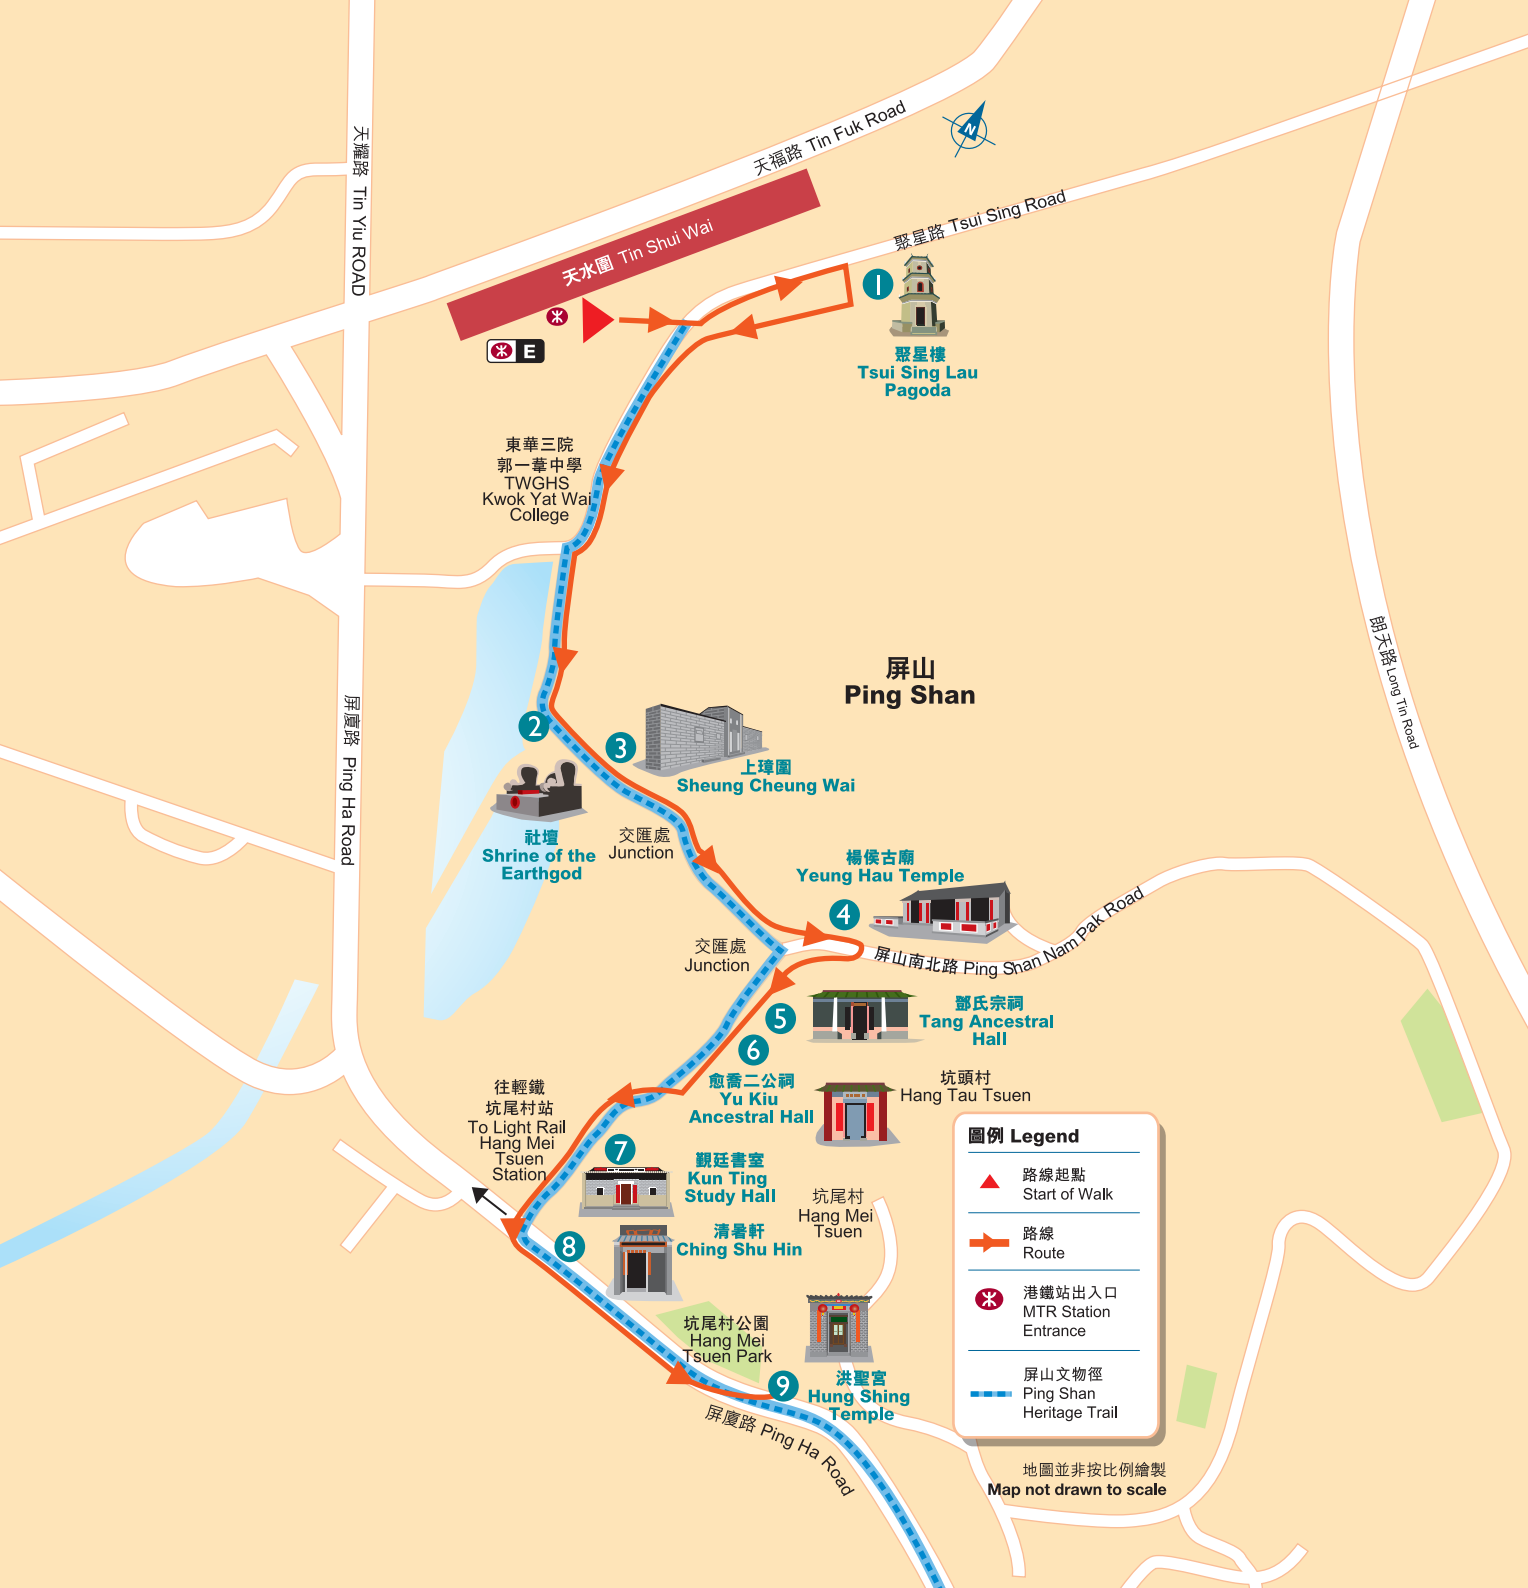 天耀路 Tin Yiu ROAD
天福路 Tin Fuk Road
N
聚星路 Tsui Sing Road
天水圍 Tin Shui Wai
E
1
聚星樓
Tsui Sing Lau
Pagoda
東華三院
郭一葦中學
TWGHS
Kwok Yat Wai
College
屏山
Ping Shan
朗天路 Long Tin Road
屏廈路 Ping Ha Road
2
3
上璋圍
Sheung Cheung Wai
社壇
Shrine of the
Earthgod
交匯處
Junction
楊侯古廟
Yeung Hau Temple
4
屏山南北路 Ping Shan Nam Pak Road
交匯處
Junction
5
鄧氏宗祠
Tang Ancestral
Hall
6
愈喬二公祠
Yu Kiu
Ancestral Hall
坑頭村
Hang Tau Tsuen
往輕鐵
坑尾村站
To Light Rail
Hang Mei
Tsuen
Station
7
覲廷書室
Kun Ting
Study Hall
坑尾村
Hang Mei
Tsuen
8
清暑軒
Ching Shu Hin
坑尾村公園
Hang Mei
Tsuen Park
9
洪聖宮
Hung Shing
Temple
屏廈路 Ping Ha Road
圖例 Legend
路線起點
Start of Walk
路線
Route
港鐵站出入口
MTR Station
Entrance
屏山文物徑
Ping Shan
Heritage Trail
地圖並非按比例繪製
Map not drawn to scale